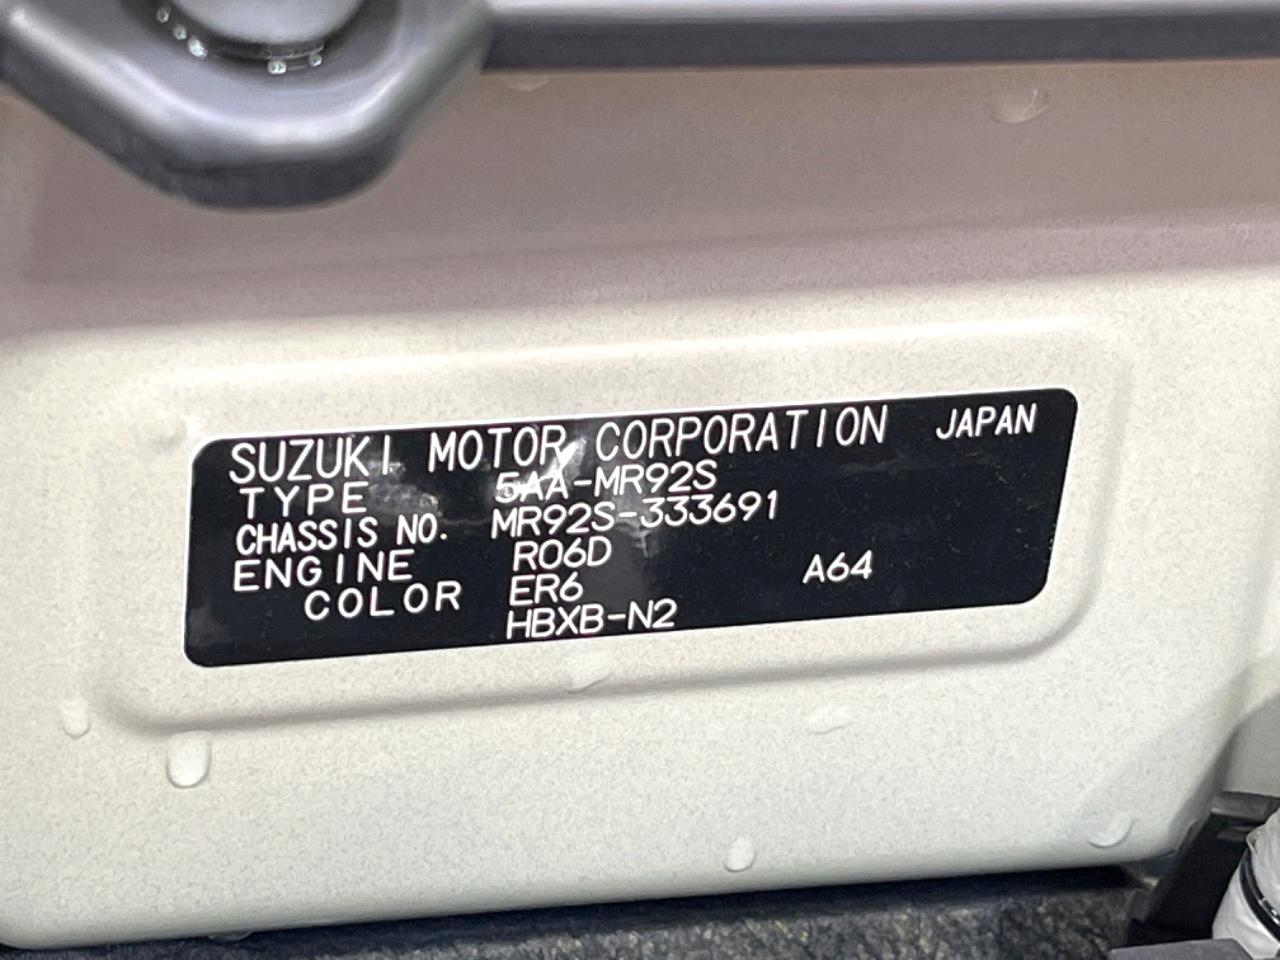 SUZUKI MOTOR CORPORATION JAPAN
TYPE 5AA-MR92S
CHASSIS NO. MR92S-333691
ENGINE R06D
COLOR ER6 A64
HBXB-N2